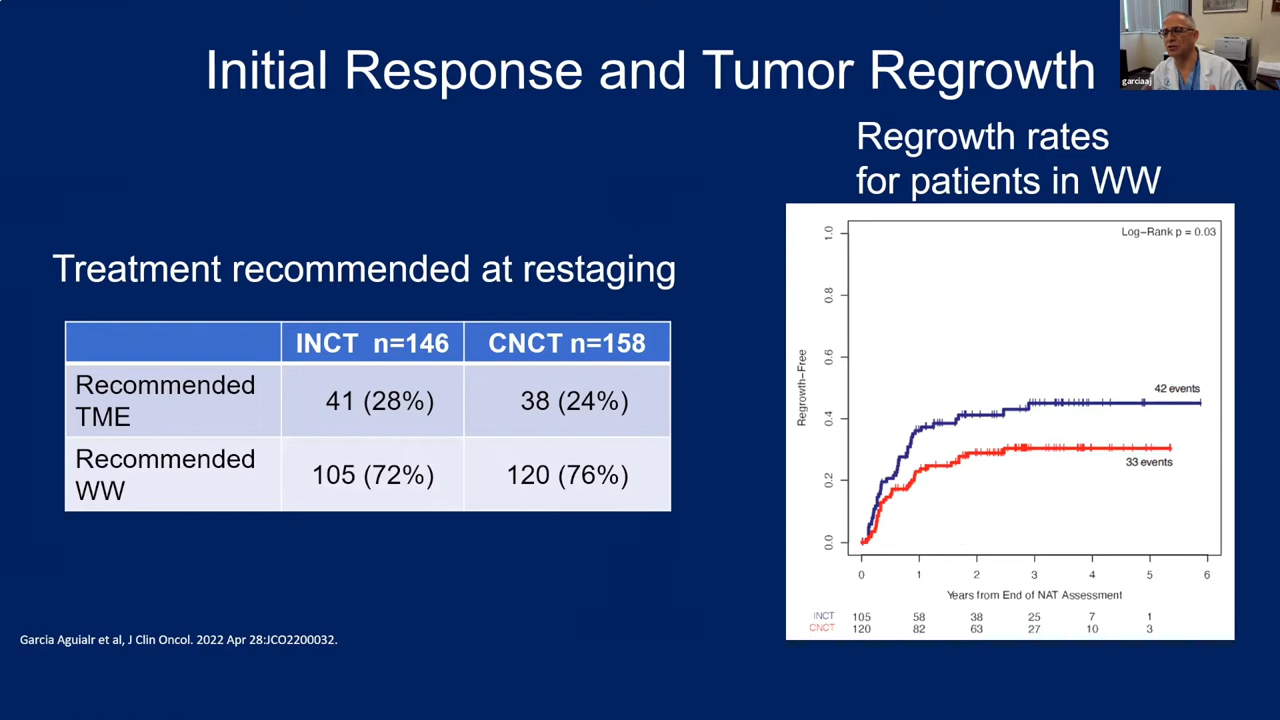 Initial Response and Tumor Regrowth
garciaaj
Regrowth rates
for patients in WW
Treatment recommended at restaging
INCT n=146 CNCT n=158
Recommended
TME
41 (28%) 38 (24%)
Recommended
WW
105 (72%) 120 (76%)
Log-Rank p = 0.03
1.0
0.8
0.6
0.4
0.2
0.0
Regrowth-Free
42 events
33 events
0 1 2 3 4 5 6
Years from End of NAT Assessment
INCT 105 58 38 25 7 1
CNCT 120 82 63 27 10 3
Garcia Aguialr et al, J Clin Oncol. 2022 Apr 28:JCO2200032.